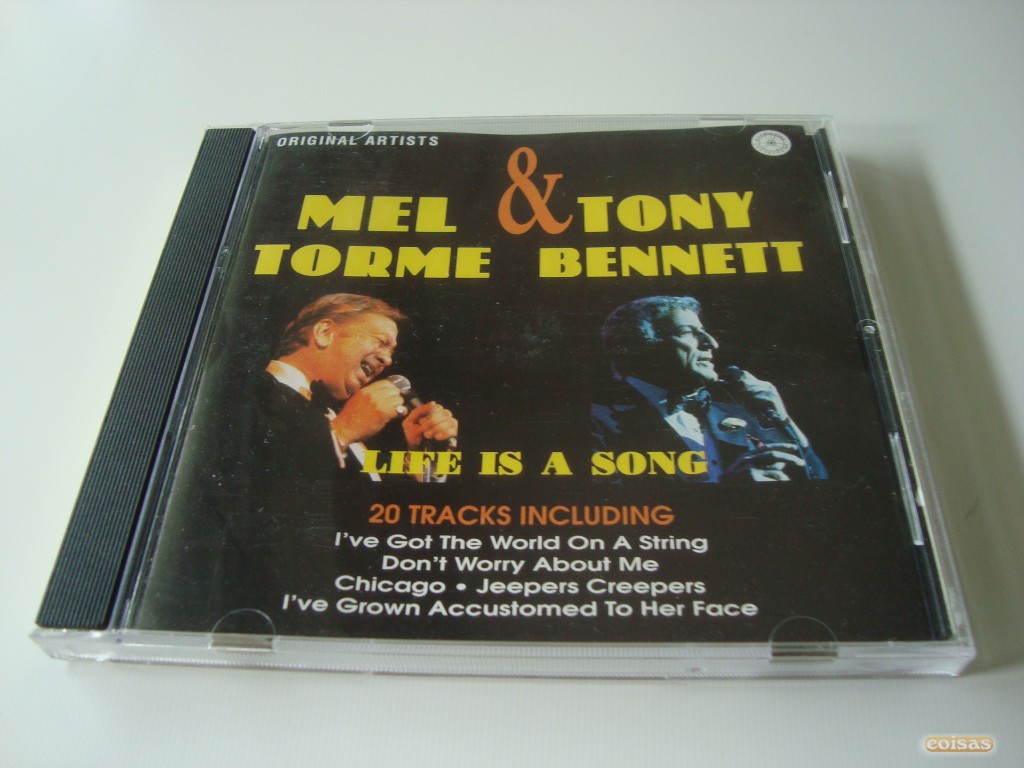 ORIGINAL ARTISTS
MEL & TONY
TORME BENNETT
LIFE IS A SONG
20 TRACKS INCLUDING
I've Got The World On A String
Don't Worry About Me
Chicago • Jeepers Creepers
I've Grown Accustomed To Her Face
coisas